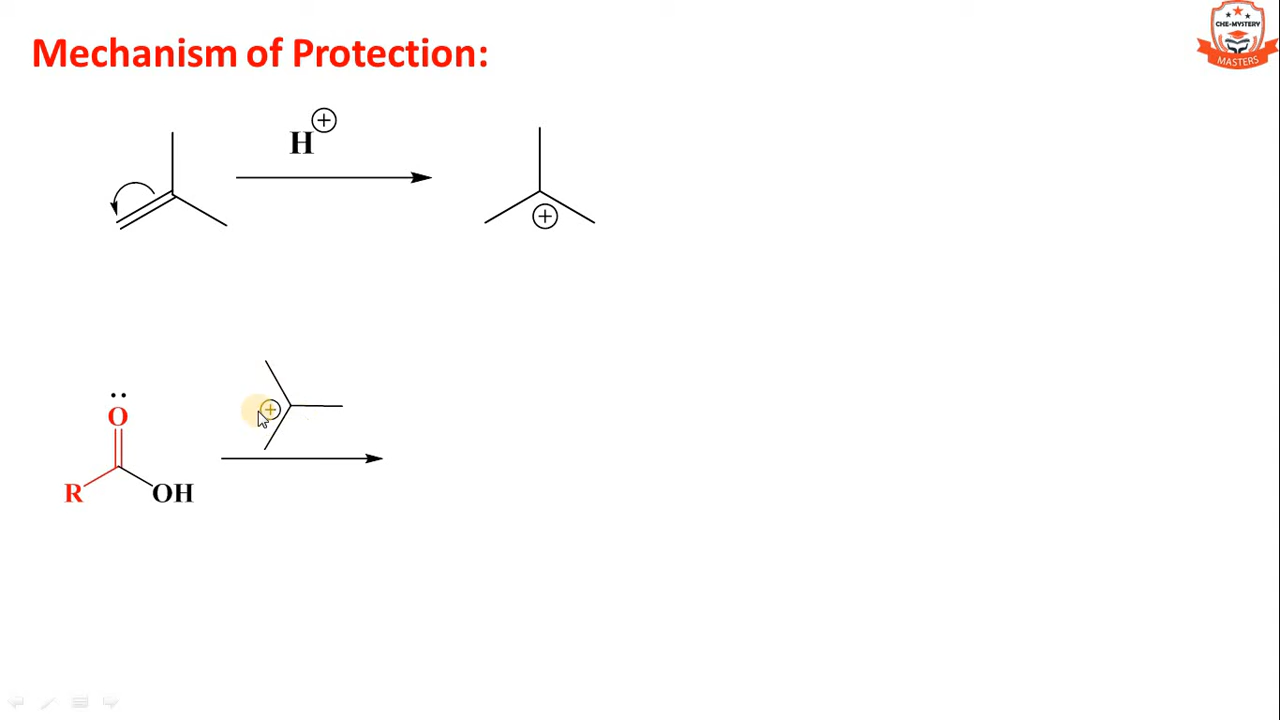 Mechanism of Protection:
CHE-MYSTERY
MASTERS
H⊕
⊕
⊕
O
R
OH